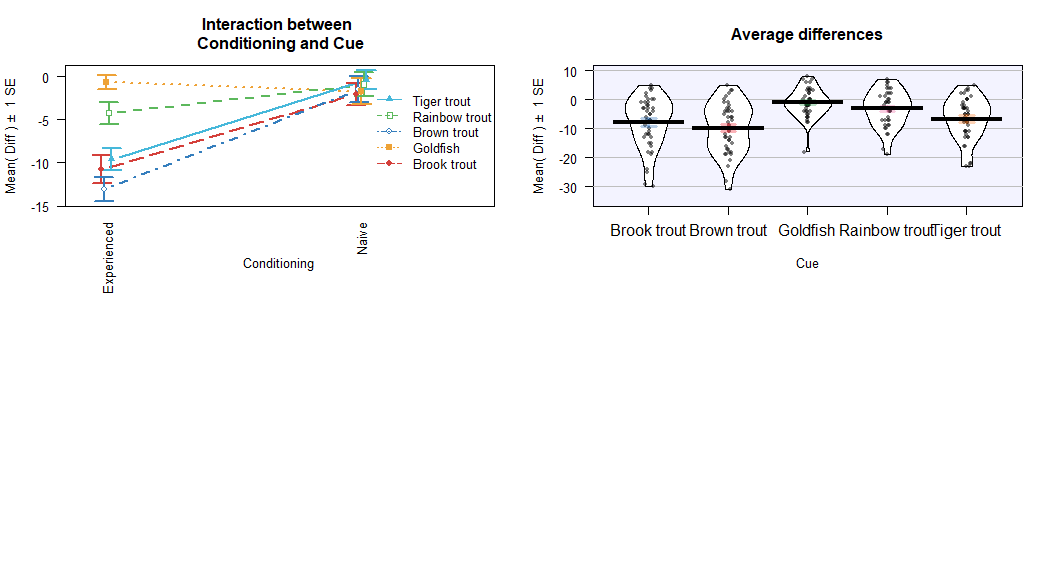 Interaction between
Conditioning and Cue
Mean( Diff ) ± 1 SE
0
-5
-10
-15
Tiger trout
Rainbow trout
Brown trout
Goldfish
Brook trout
Experienced
Naive
Conditioning
Average differences
Mean( Diff ) ± 1 SE
10
0
-10
-20
-30
Brook trout
Brown trout
Goldfish
Rainbow trout
Tiger trout
Cue